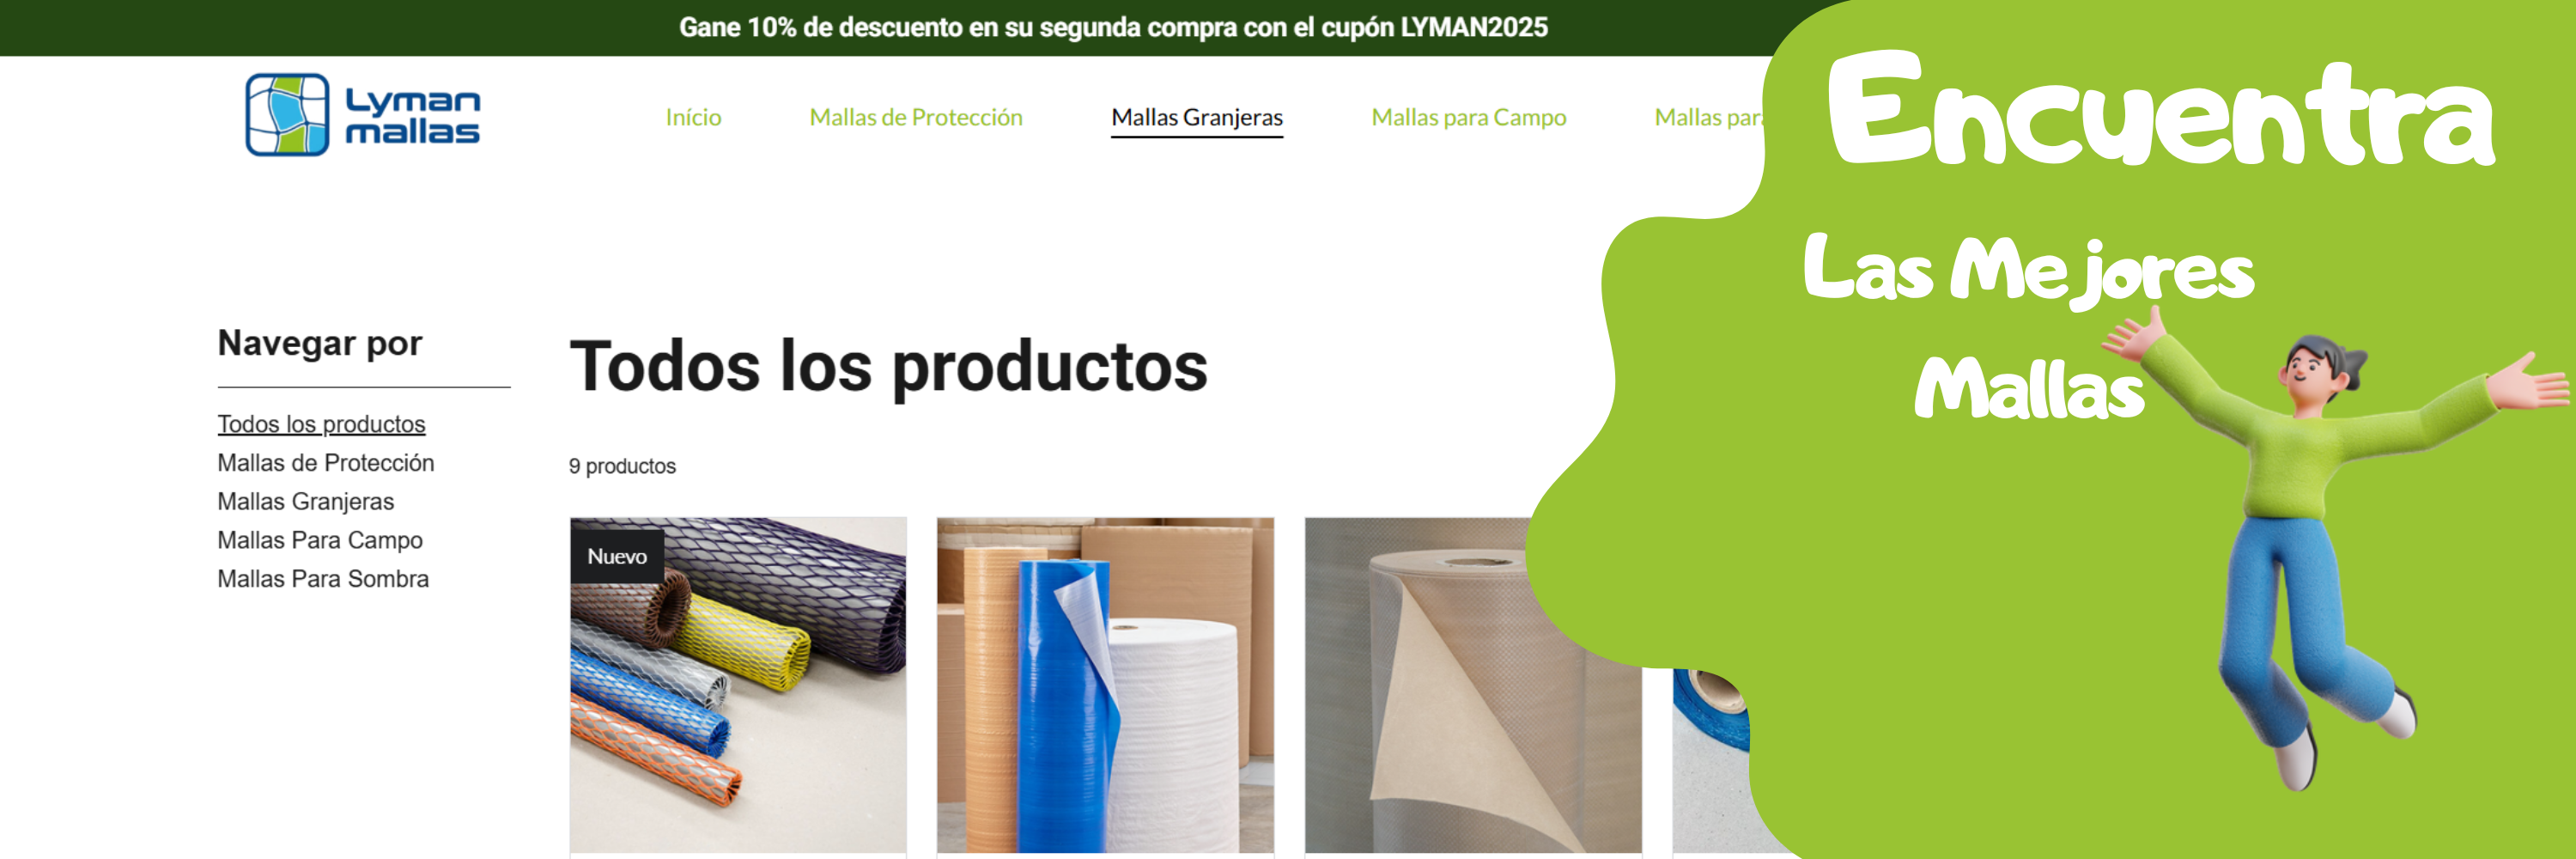 Gane 10% de descuento en su segunda compra con el cupón LYMAN2025
Lyman
mallas
Início
Mallas de Protección
Mallas Granjeras
Mallas para Campo
Mallas
Encuentra
Las Mejores
Mallas
Navegar por
Todos los productos
Mallas de Protección
Mallas Granjeras
Mallas Para Campo
Mallas Para Sombra
Todos los productos
9 productos
Nuevo